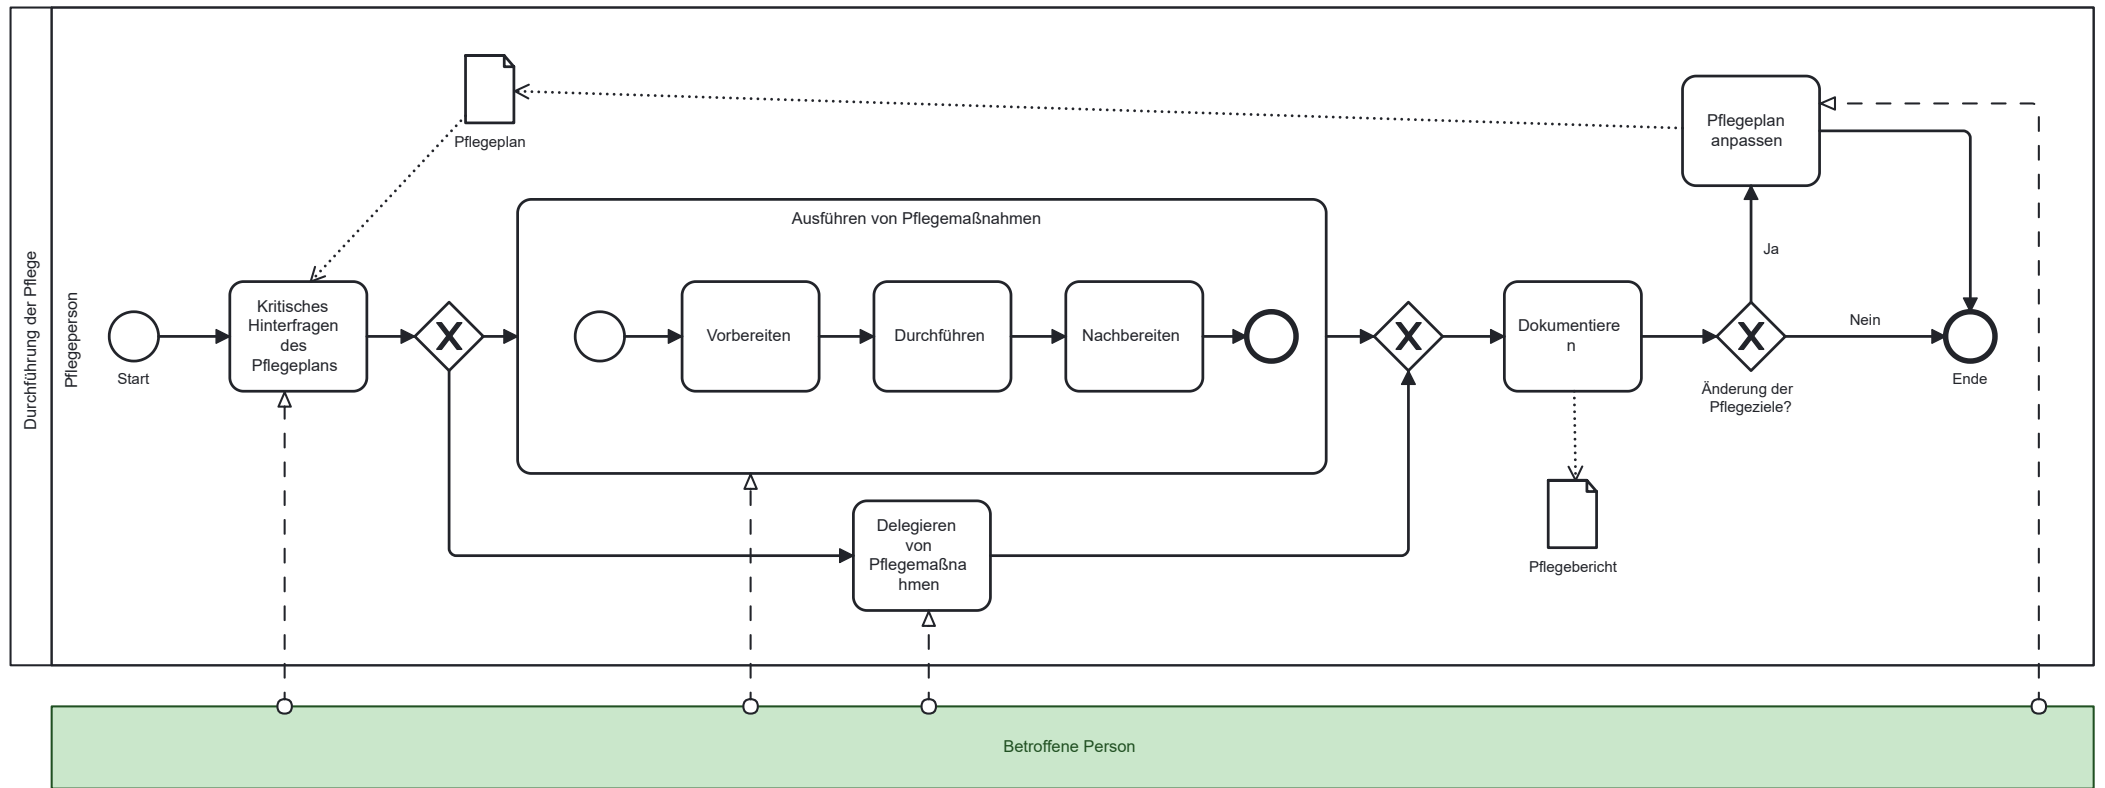 Durchführung der Pflege
Pflegeperson
Start
Kritisches
Hinterfragen
des
Pflegeplans
Pflegeplan
Ausführen von Pflegemaßnahmen
Vorbereiten
Durchführen
Nachbereiten
Delegieren
von
Pflegemaßna
hmen
Dokumentiere
n
Pflegebericht
Änderung der
Pflegeziele?
Ja
Nein
Pflegeplan
anpassen
Ende
Betroffene Person